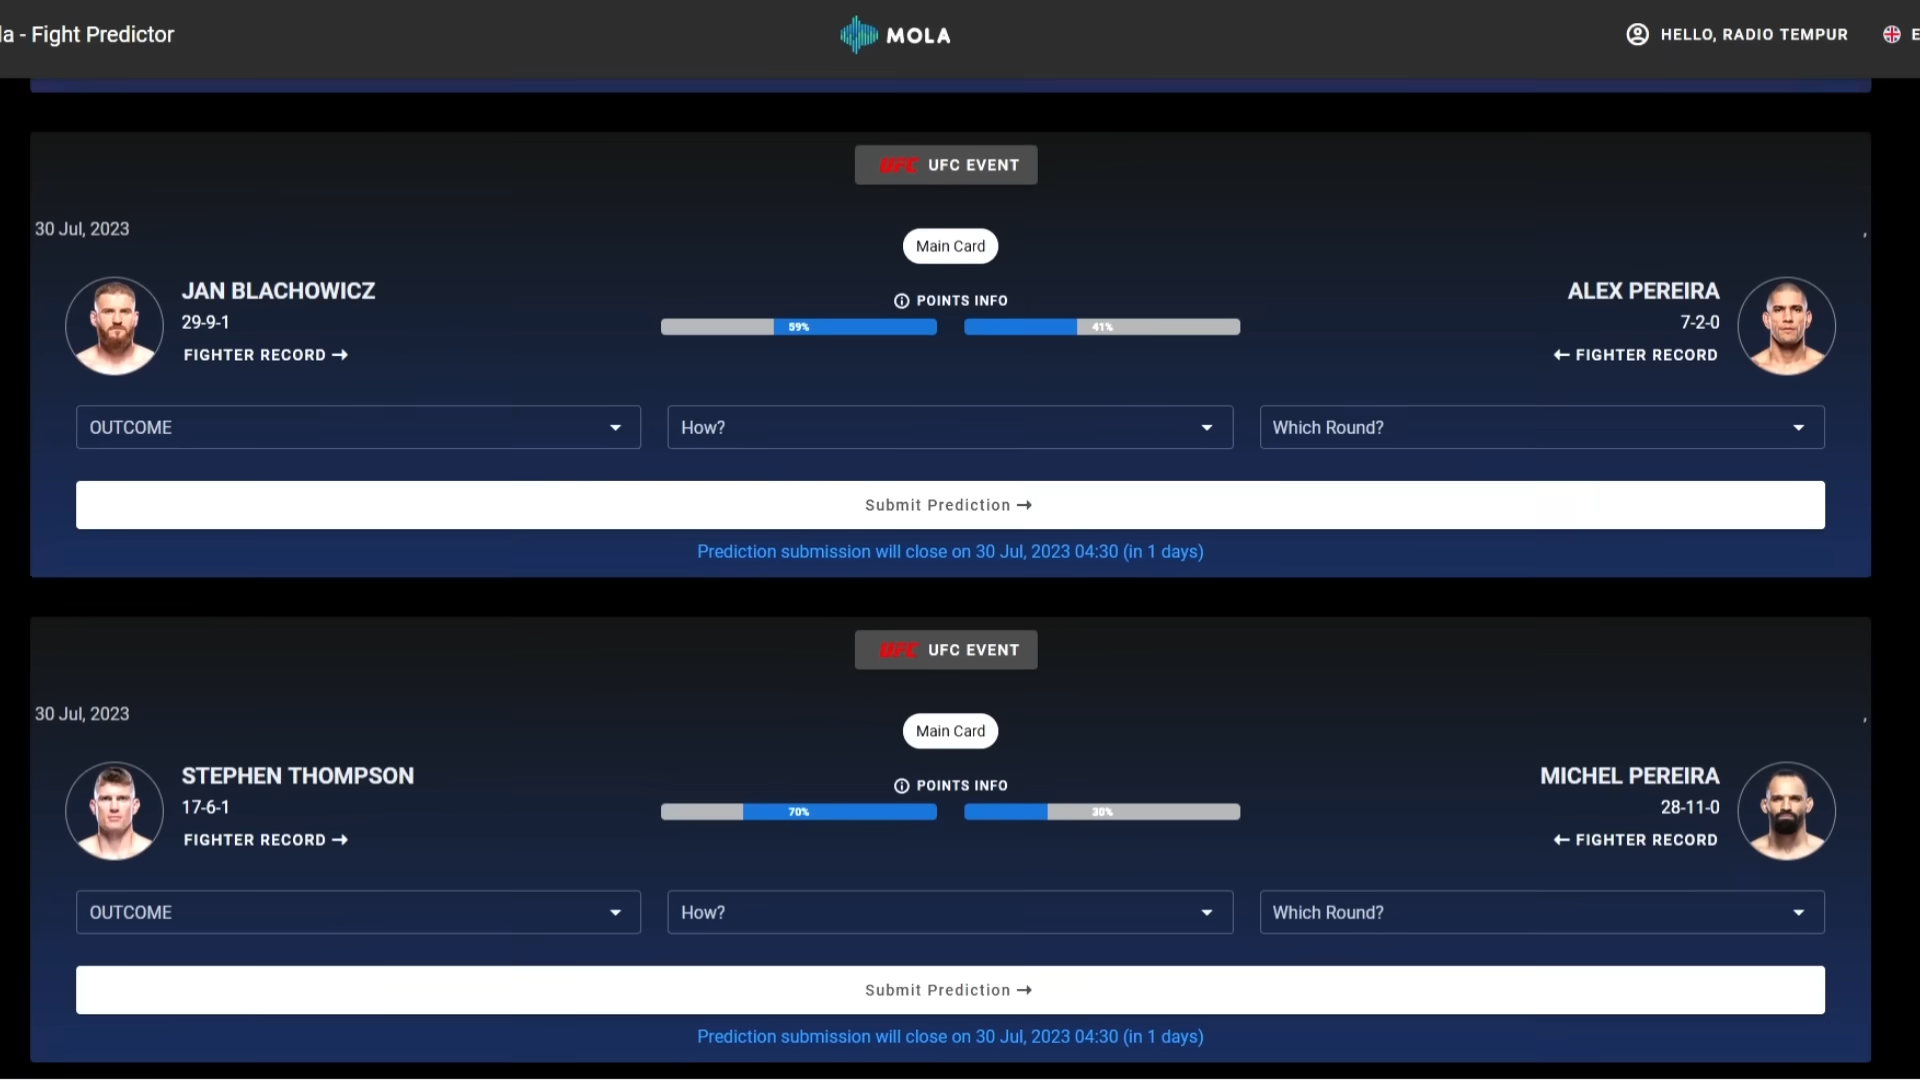 la - Fight Predictor
MOLA
HELLO, RADIO TEMPUR
E
UFC UFC EVENT
30 Jul, 2023
,
Main Card
JAN BLACHOWICZ
29-9-1
FIGHTER RECORD →
POINTS INFO
59%
41%
ALEX PEREIRA
7-2-0
← FIGHTER RECORD
OUTCOME
How?
Which Round?
Submit Prediction →
Prediction submission will close on 30 Jul, 2023 04:30 (in 1 days)
UFC UFC EVENT
30 Jul, 2023
,
Main Card
STEPHEN THOMPSON
17-6-1
FIGHTER RECORD →
POINTS INFO
70%
30%
MICHEL PEREIRA
28-11-0
← FIGHTER RECORD
OUTCOME
How?
Which Round?
Submit Prediction →
Prediction submission will close on 30 Jul, 2023 04:30 (in 1 days)